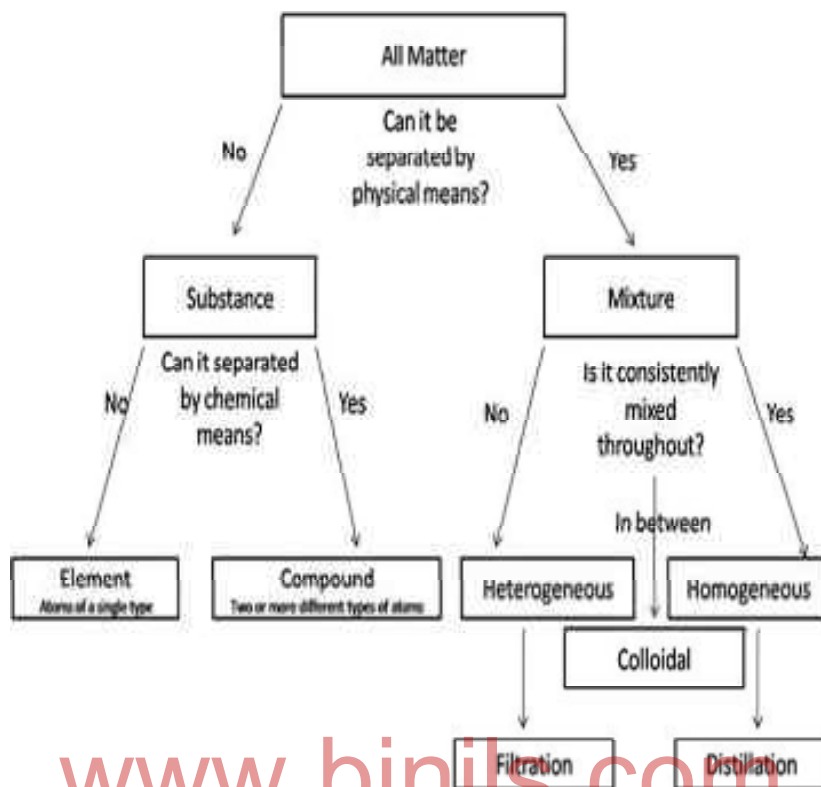 All Matter
Can it be
separated by
physical means?
No
Yes
Substance
Mixture
Can it separated
by chemical
means?
No
Yes
Is it consistently
mixed
throughout?
No
Yes
In between
Element
Atoms of a single type
Compound
Two or more different types of atoms
Heterogeneous
Homogeneous
Colloidal
Filtration
Distillation
www.binils.com